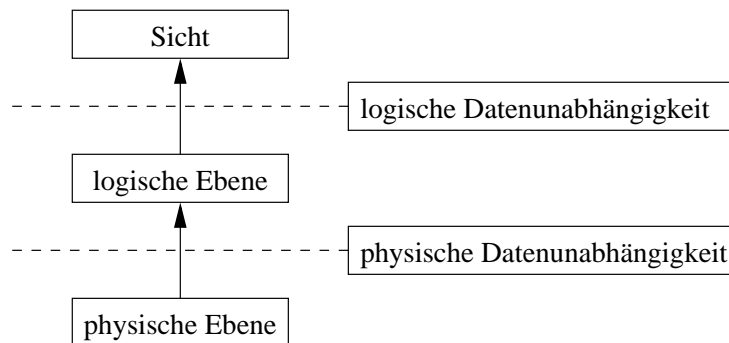 Sicht
logische Datenunabhängigkeit
logische Ebene
physische Datenunabhängigkeit
physische Ebene